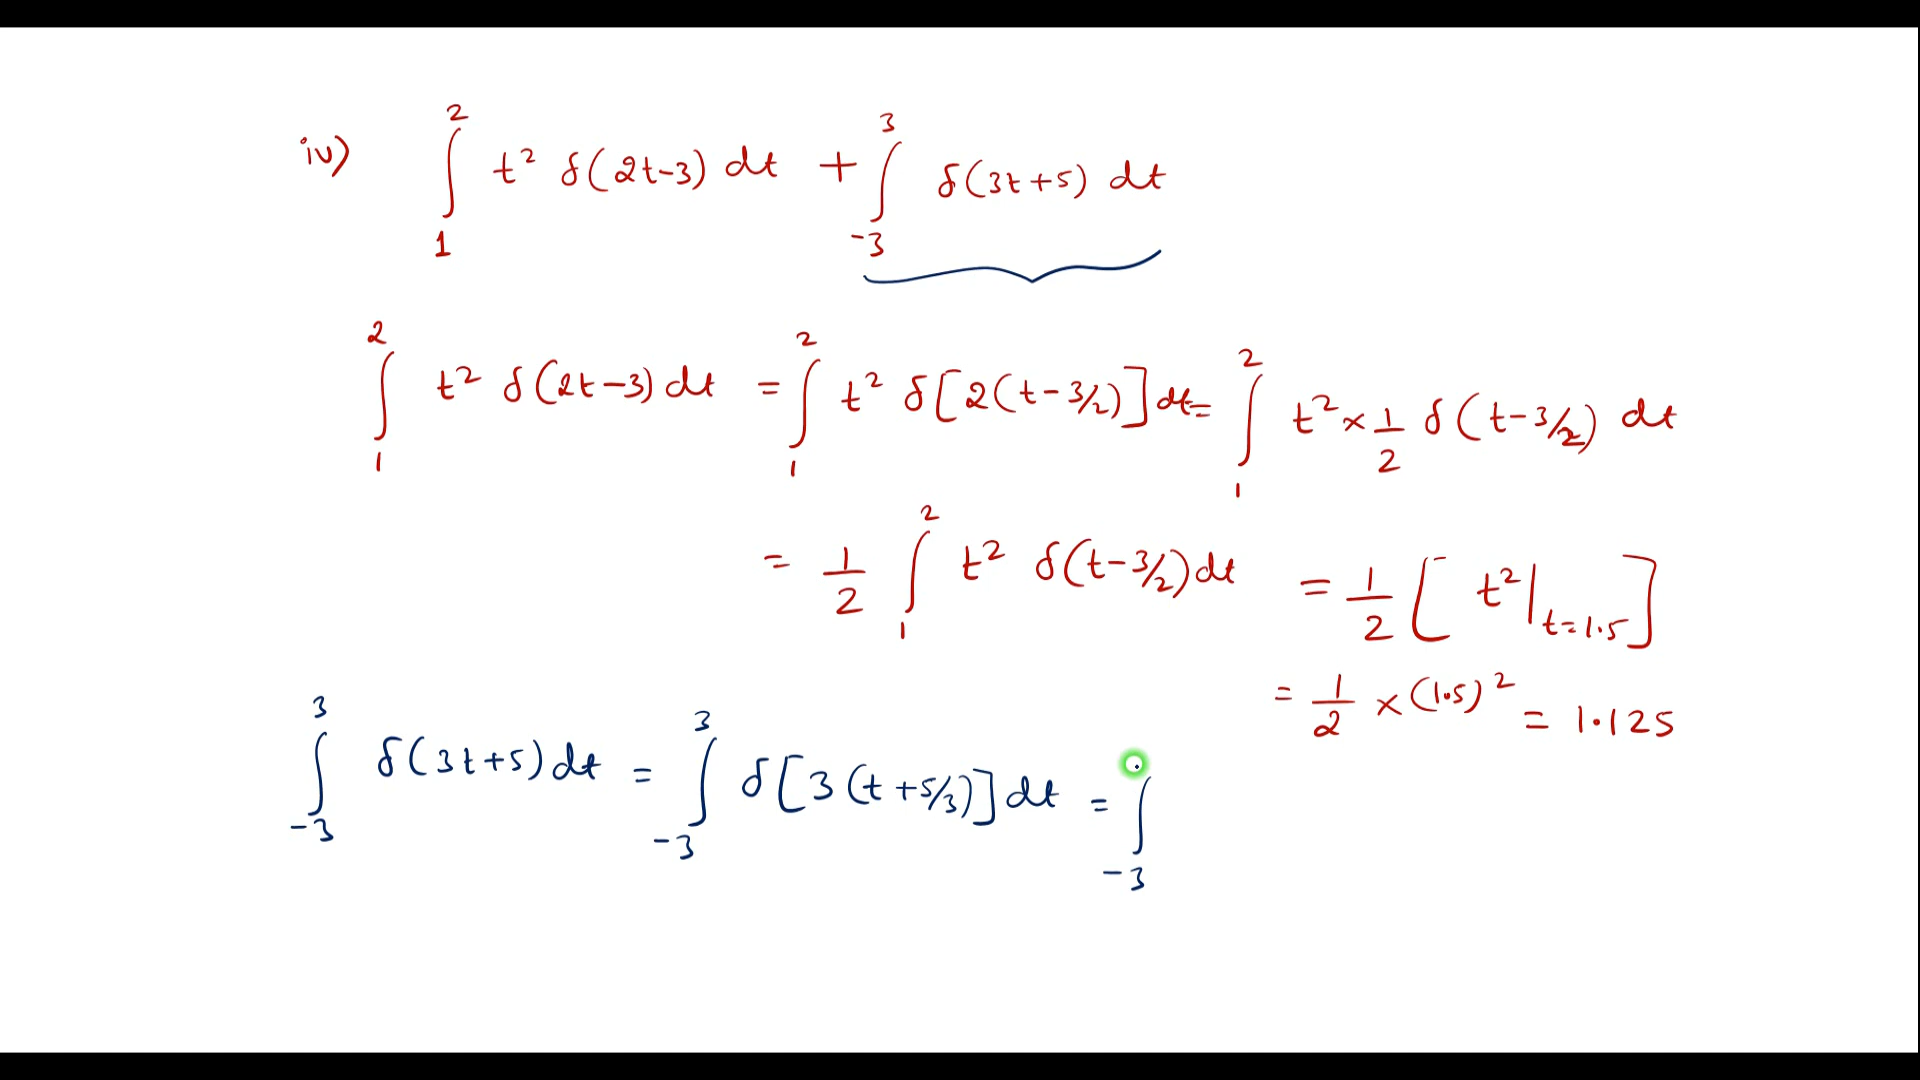 iv) ∫₁² t² δ(2t-3) dt + ∫₋₃³ δ(3t+5) dt
∫₁² t² δ(2t-3) dt = ∫₁² t² δ[2(t-3/2)] dt = ∫₁² t² × 1/2 δ(t-3/2) dt
= 1/2 ∫₁² t² δ(t-3/2) dt = 1/2 [t²|t=1.5]
= 1/2 × (1.5)² = 1.125
∫₋₃³ δ(3t+5) dt = ∫₋₃³ δ[3(t+5/3)] dt = ∫₋₃